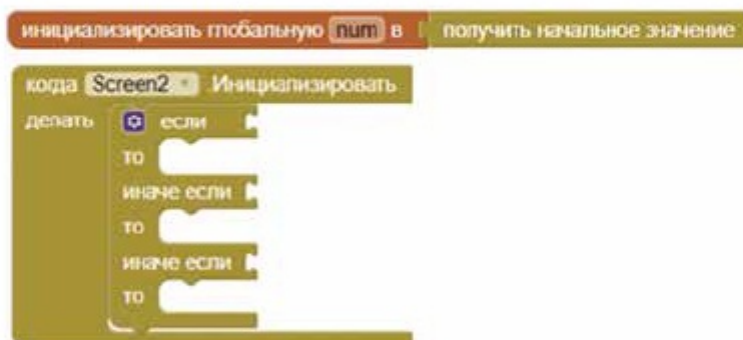 инициализировать глобальную num в получить начальное значение
когда Screen2 .Инициализировать
делать если
то
иначе если
то
иначе если
то